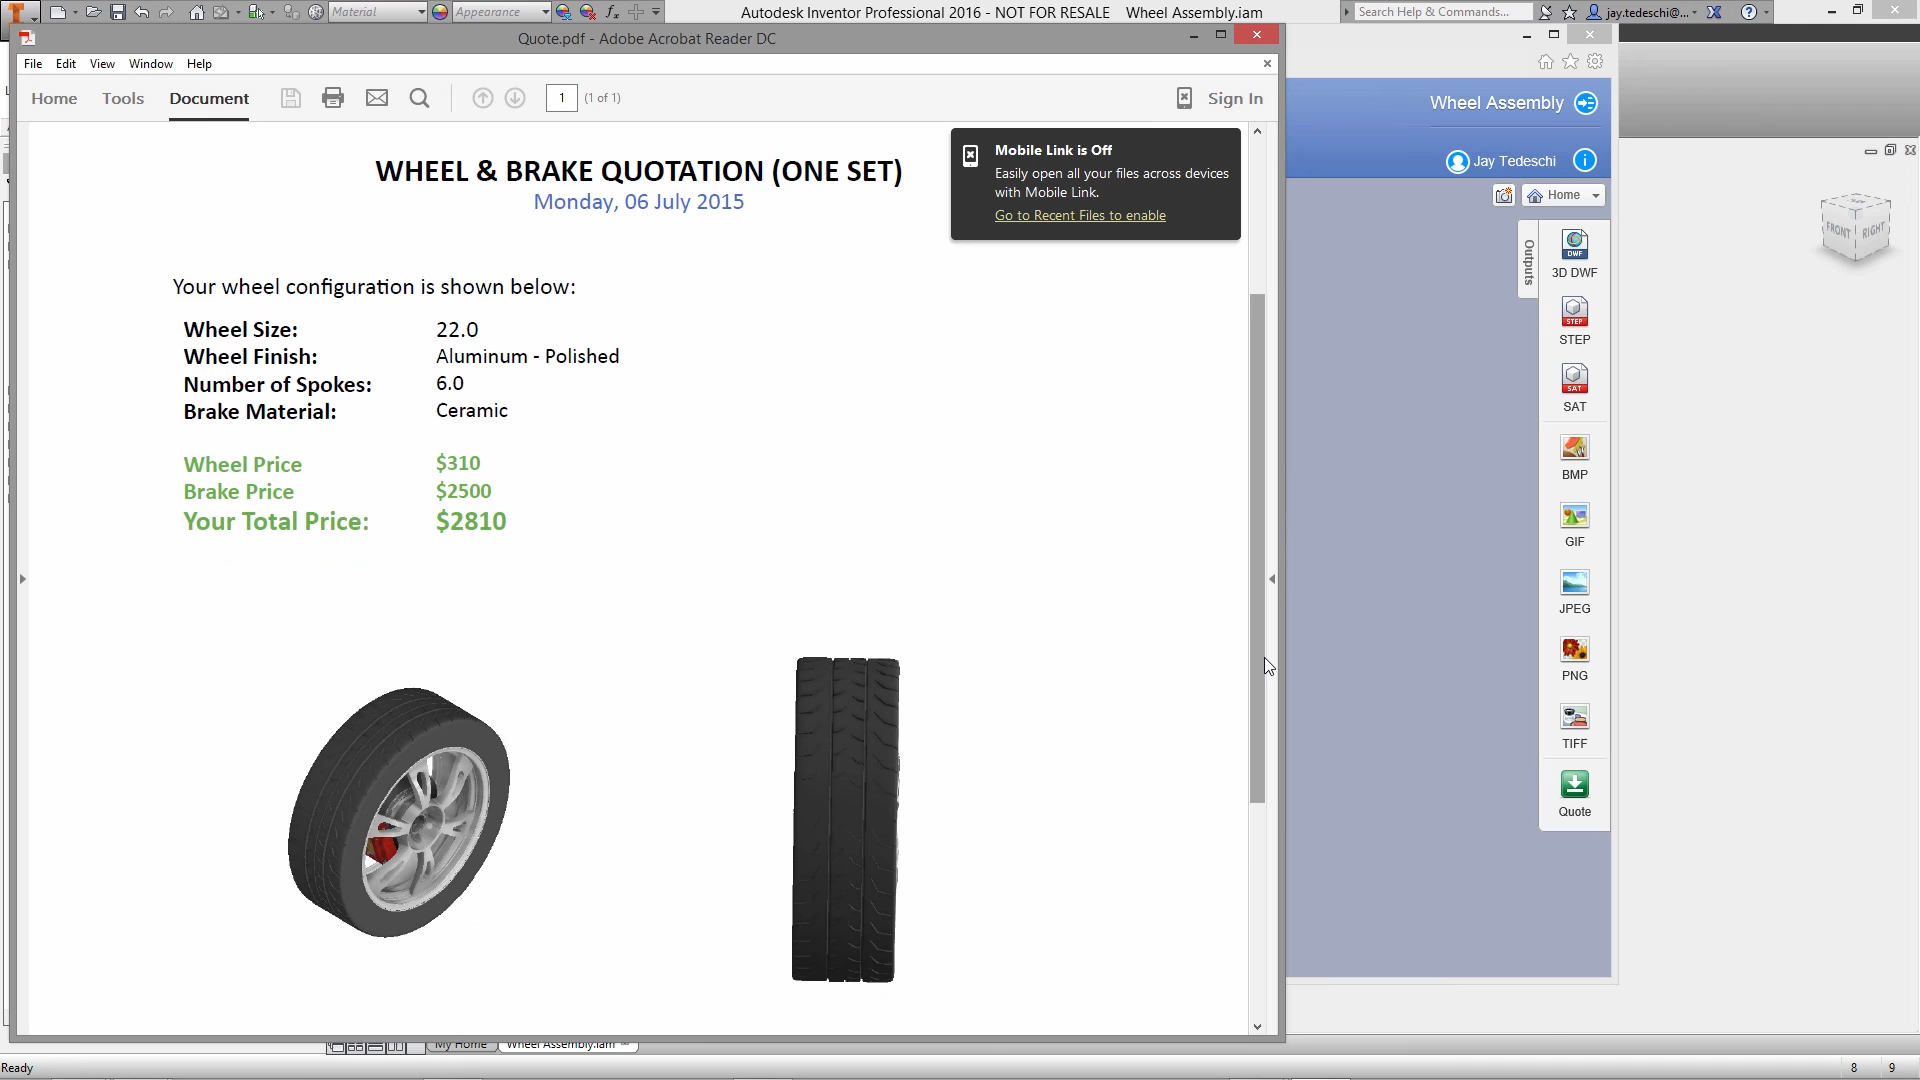 Material
Appearance
Autodesk Inventor Professional 2016 - NOT FOR RESALE Wheel Assembly.iam
Search Help & Commands...
jay.tedeschi@...
Quote.pdf - Adobe Acrobat Reader DC
File Edit View Window Help
Home Tools Document
1 (1 of 1)
Sign In
WHEEL & BRAKE QUOTATION (ONE SET)
Monday, 06 July 2015
Mobile Link is Off
Easily open all your files across devices
with Mobile Link.
Go to Recent Files to enable
Your wheel configuration is shown below:
Wheel Size: 22.0
Wheel Finish: Aluminum - Polished
Number of Spokes: 6.0
Brake Material: Ceramic
Wheel Price $310
Brake Price $2500
Your Total Price: $2810
Wheel Assembly
Jay Tedeschi
Home
Outputs
DWF
3D DWF
STEP
STEP
SAT
SAT
BMP
GIF
JPEG
PNG
TIFF
Quote
FRONT RIGHT
My Home Wheel Assembly.iam
Ready
8 9